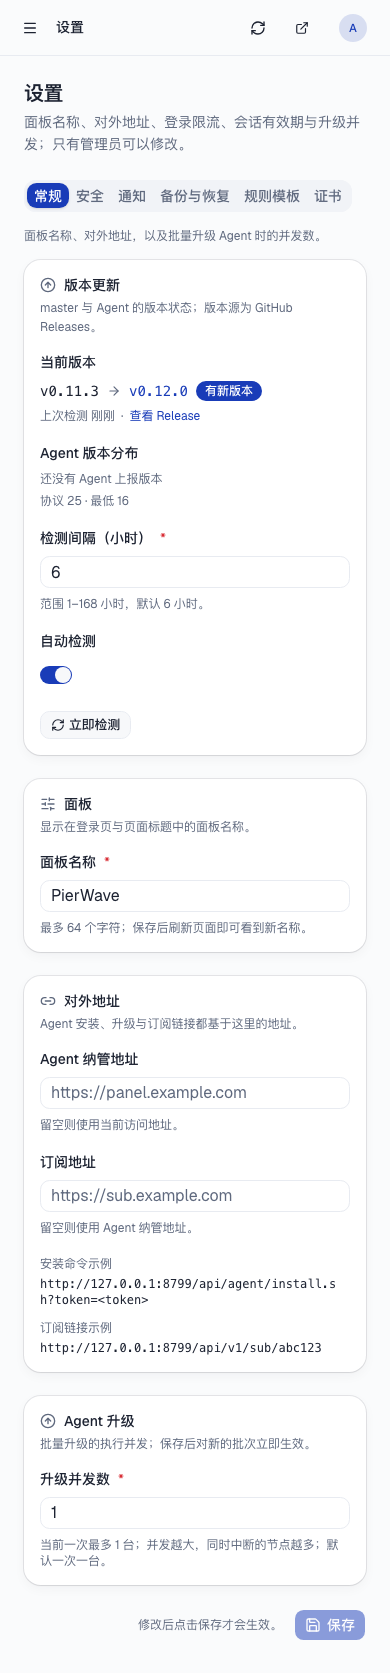 设置
A
设置
面板名称、对外地址、登录限流、会话有效期与升级并
发；只有管理员可以修改。
常规 安全 通知 备份与恢复 规则模板 证书
面板名称、对外地址，以及批量升级 Agent 时的并发数。
版本更新
master 与 Agent 的版本状态；版本源为 GitHub
Releases。
当前版本
v0.11.3 → v0.12.0 有新版本
上次检测 刚刚 · 查看 Release
Agent 版本分布
还没有 Agent 上报版本
协议 25 · 最低 16
检测间隔（小时） *
6
范围 1–168 小时，默认 6 小时。
自动检测
立即检测
面板
显示在登录页与页面标题中的面板名称。
面板名称 *
PierWave
最多 64 个字符；保存后刷新页面即可看到新名称。
对外地址
Agent 安装、升级与订阅链接都基于这里的地址。
Agent 纳管地址
https://panel.example.com
留空则使用当前访问地址。
订阅地址
https://sub.example.com
留空则使用 Agent 纳管地址。
安装命令示例
http://127.0.0.1:8799/api/agent/install.s
h?token=<token>
订阅链接示例
http://127.0.0.1:8799/api/v1/sub/abc123
Agent 升级
批量升级的执行并发；保存后对新的批次立即生效。
升级并发数 *
1
当前一次最多 1 台；并发越大，同时中断的节点越多；默
认一次一台。
修改后点击保存才会生效。 保存